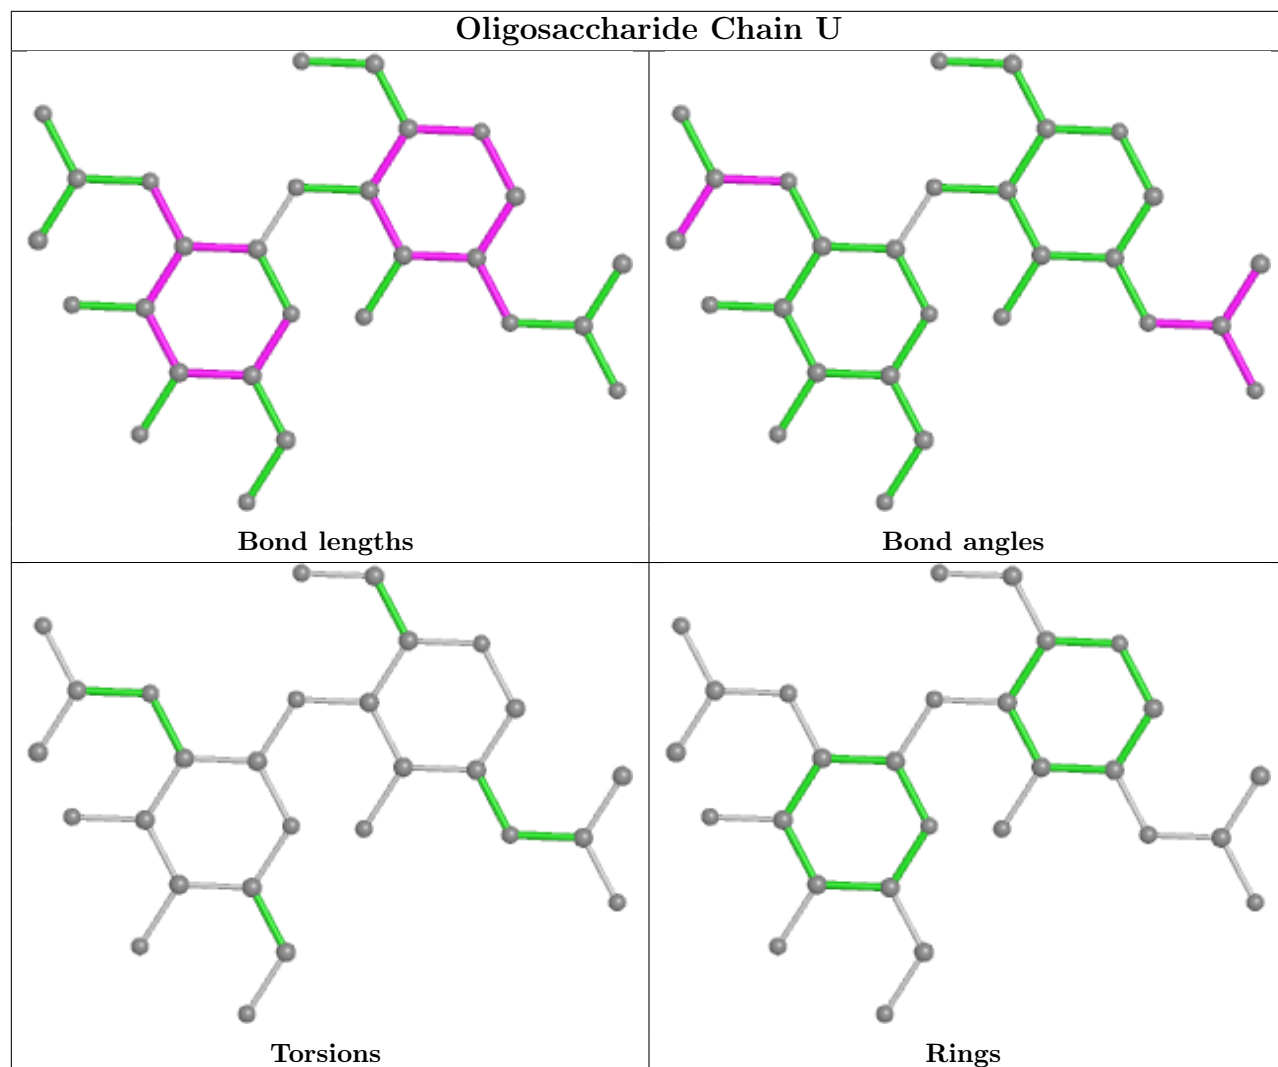 Oligosaccharide Chain U
Bond lengths
Bond angles
Torsions
Rings